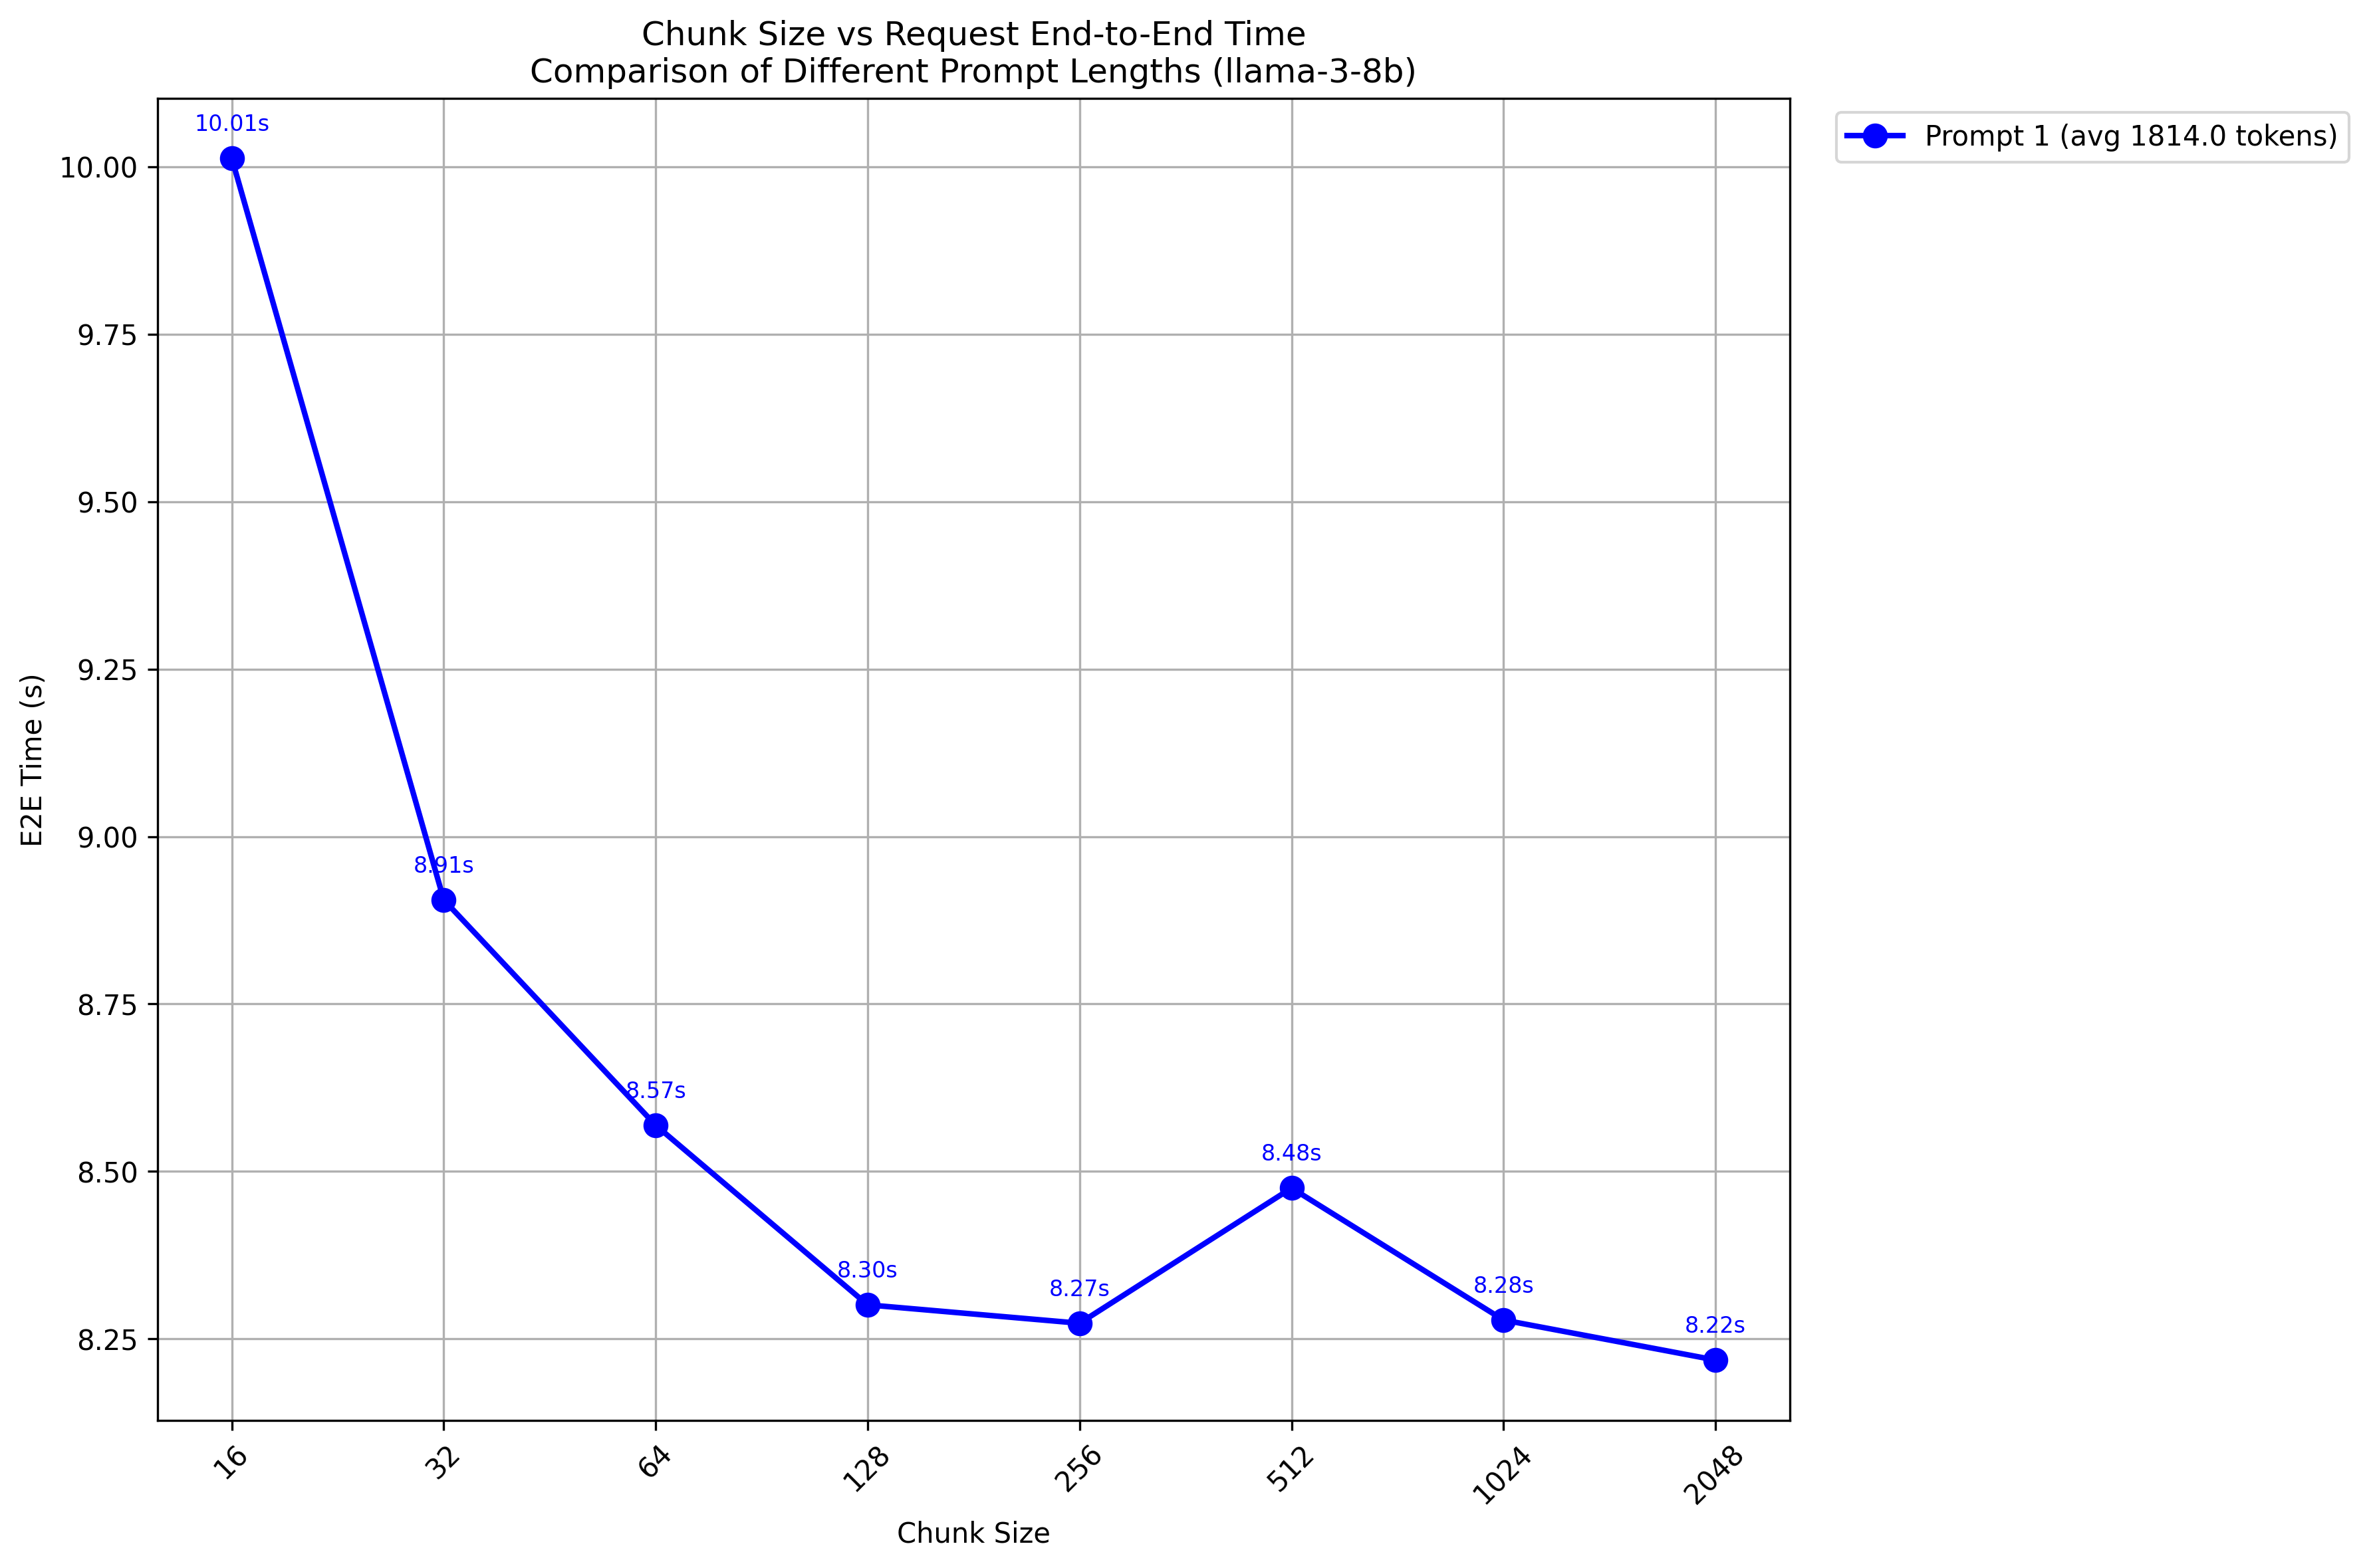 Chunk Size vs Request End-to-End Time
Comparison of Different Prompt Lengths (llama-3-8b)
Prompt 1 (avg 1814.0 tokens)
E2E Time (s)
10.00
9.75
9.50
9.25
9.00
8.75
8.50
8.25
10.01s
8.91s
8.57s
8.30s
8.27s
8.48s
8.28s
8.22s
16
32
64
128
256
512
1024
2048
Chunk Size